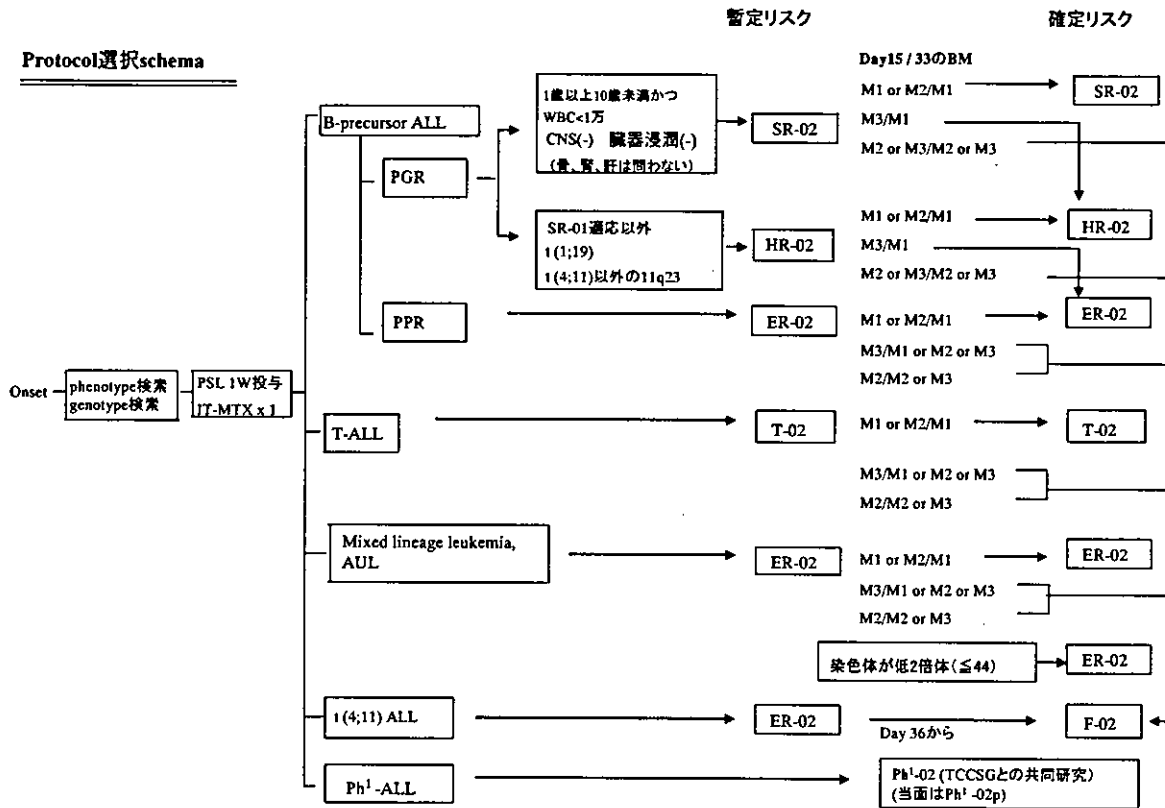 暫定リスク
確定リスク
Protocol選択schema
Day15 / 33のBM
1歳以上10歳未満かつ
WBC<1万
CNS(-) 臓器浸潤(-)
(骨、腎、肝は問わない)
M1 or M2/M1
SR-02
B-precursor ALL
SR-02
M3/M1
M2 or M3/M2 or M3
PGR
SR-01適応以外
t (1;19)
t (4;11)以外の11q23
HR-02
M1 or M2/M1
HR-02
M3/M1
M2 or M3/M2 or M3
PPR
ER-02
M1 or M2/M1
ER-02
M3/M1 or M2 or M3
M2/M2 or M3
Onset
phenotype検索
genotype検索
PSL 1W投与
IT-MTX x 1
T-ALL
T-02
M1 or M2/M1
T-02
M3/M1 or M2 or M3
M2/M2 or M3
Mixed lineage leukemia,
AUL
ER-02
M1 or M2/M1
ER-02
M3/M1 or M2 or M3
M2/M2 or M3
染色体が低2倍体(≦44)
ER-02
t (4;11) ALL
ER-02
Day 36から
F-02
Ph¹ -ALL
Ph¹-02 (TCCSGとの共同研究)
(当面はPh¹ -02p)